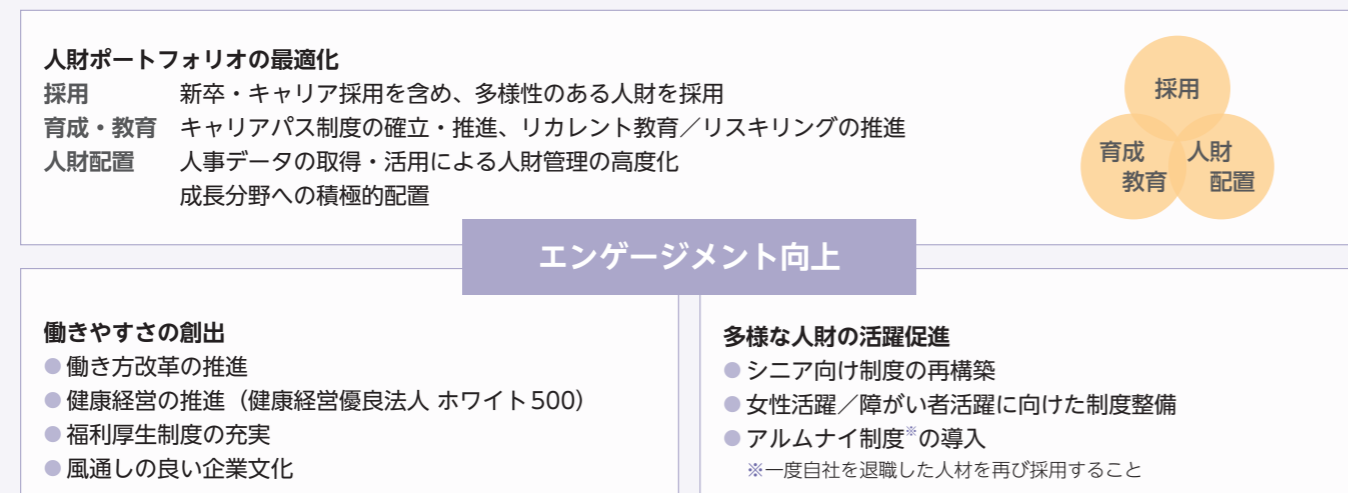 人財ポートフォリオの最適化
採用 新卒・キャリア採用を含め、多様性のある人財を採用
育成・教育 キャリアパス制度の確立・推進、リカレント教育／リスキリングの推進
人財配置 人事データの取得・活用による人財管理の高度化
成長分野への積極的配置
採用
育成
教育
人財
配置
エンゲージメント向上
働きやすさの創出
●働き方改革の推進
●健康経営の推進（健康経営優良法人 ホワイト500）
●福利厚生制度の充実
●風通しの良い企業文化
多様な人財の活躍促進
●シニア向け制度の再構築
●女性活躍／障がい者活躍に向けた制度整備
●アルムナイ制度※の導入
※一度自社を退職した人材を再び採用すること